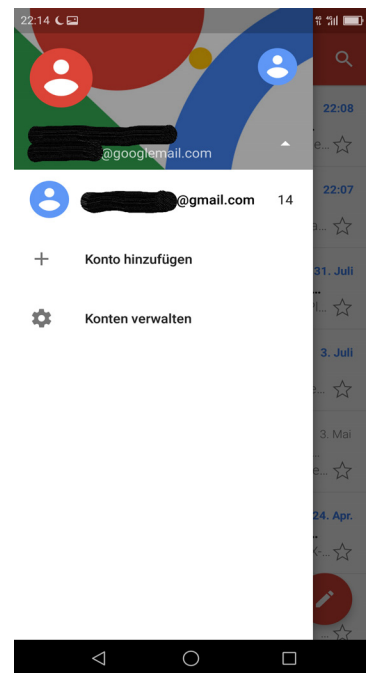 22:14
22:08
e...
@googlemail.com
22:07
@gmail.com 14
31. Juli
Konto hinzufügen
Konten verwalten
3. Juli
e...
3. Mai
e...
24. Apr.